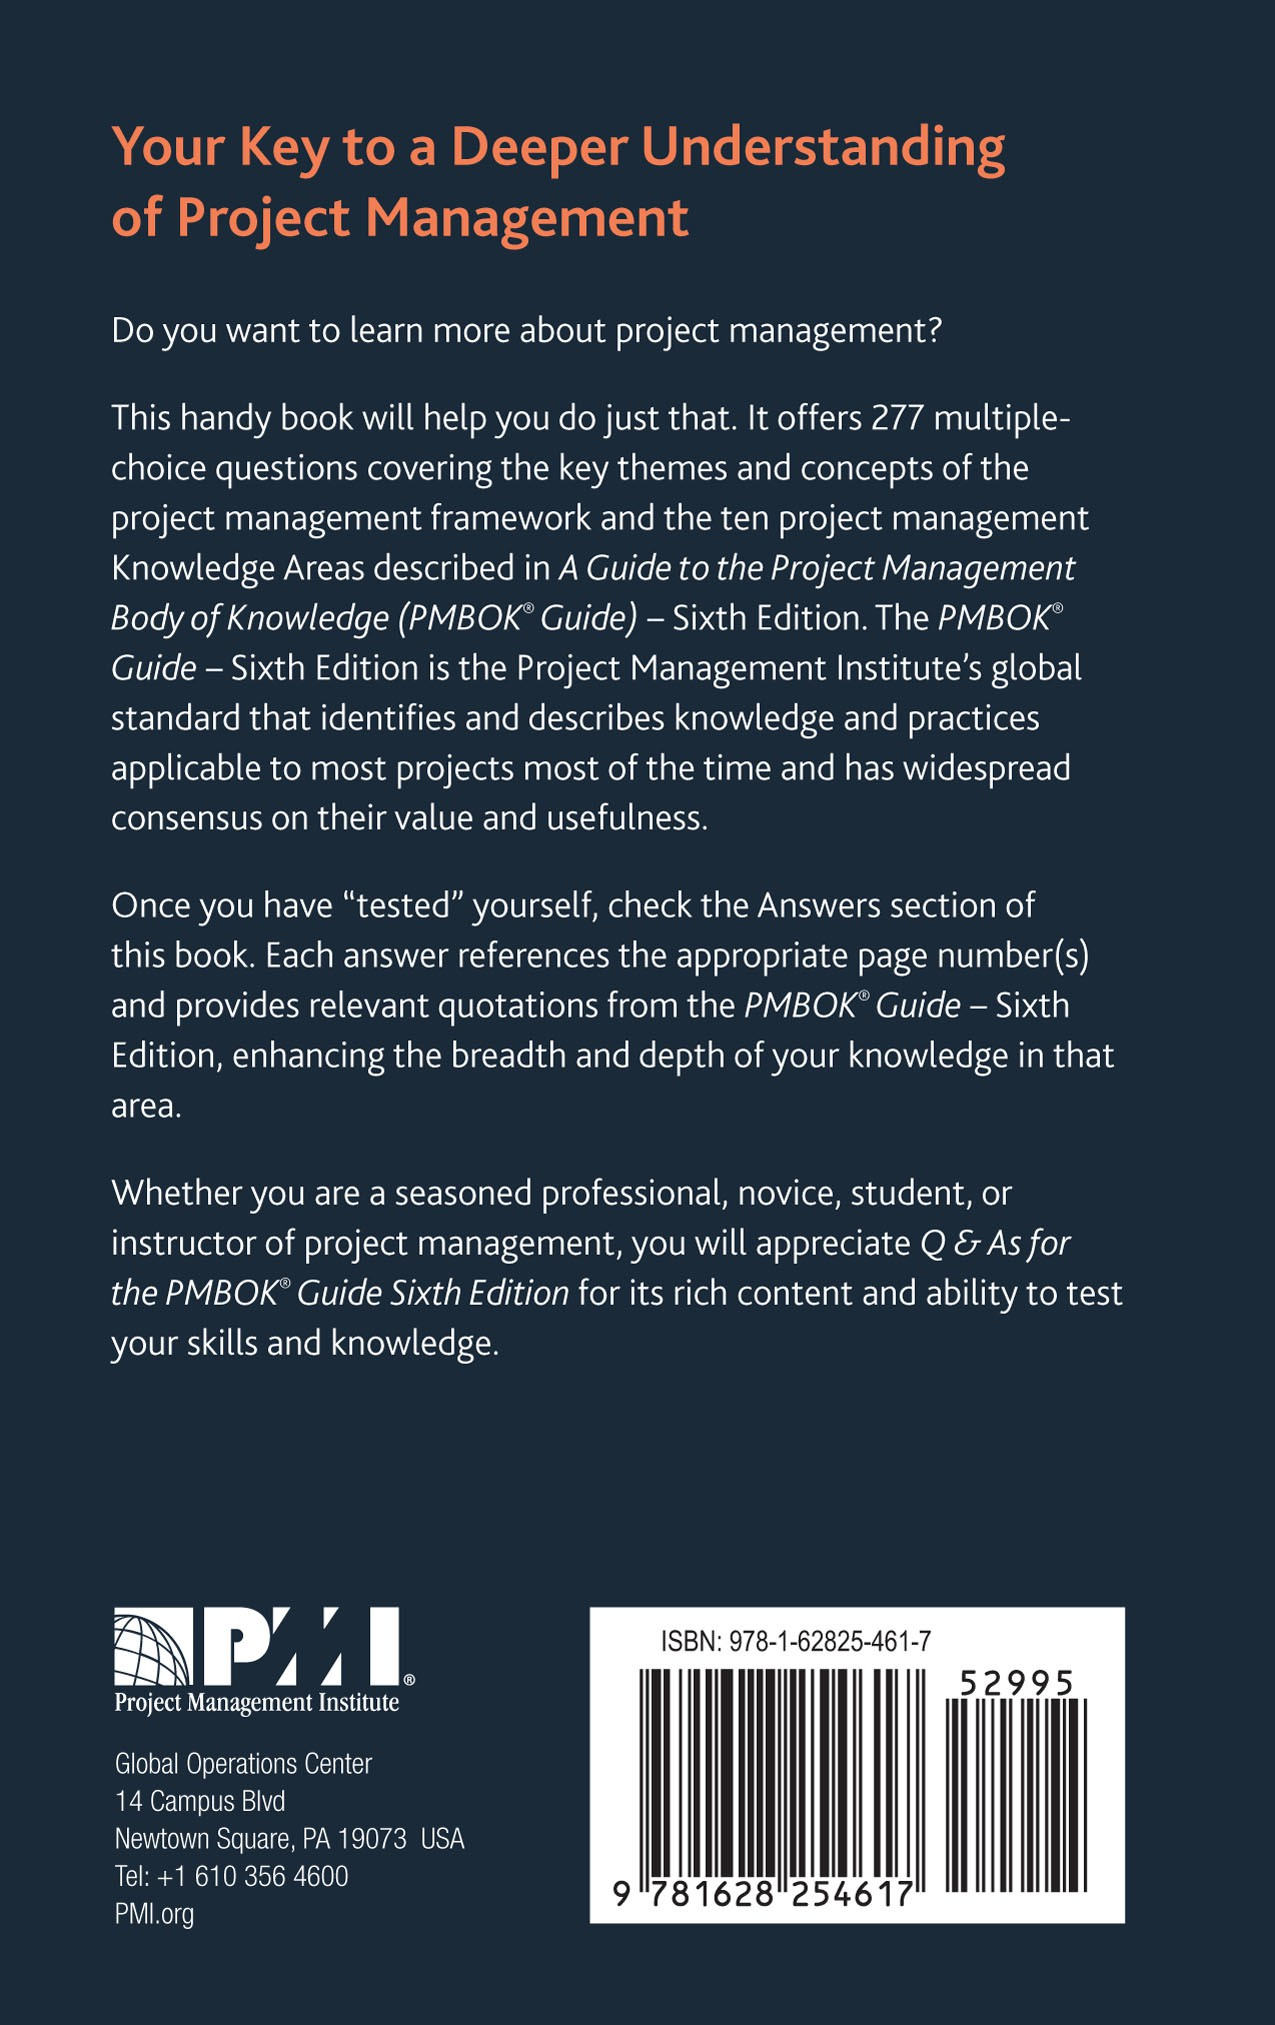 Your Key to a Deeper Understanding
of Project Management
Do you want to learn more about project management?
This handy book will help you do just that. It offers 277 multiple-
choice questions covering the key themes and concepts of the
project management framework and the ten project management
Knowledge Areas described in A Guide to the Project Management
Body of Knowledge (PMBOK® Guide) – Sixth Edition. The PMBOK®
Guide – Sixth Edition is the Project Management Institute’s global
standard that identifies and describes knowledge and practices
applicable to most projects most of the time and has widespread
consensus on their value and usefulness.
Once you have “tested” yourself, check the Answers section of
this book. Each answer references the appropriate page number(s)
and provides relevant quotations from the PMBOK® Guide – Sixth
Edition, enhancing the breadth and depth of your knowledge in that
area.
Whether you are a seasoned professional, novice, student, or
instructor of project management, you will appreciate Q & As for
the PMBOK® Guide Sixth Edition for its rich content and ability to test
your skills and knowledge.
PMI®
Project Management Institute
Global Operations Center
14 Campus Blvd
Newtown Square, PA 19073 USA
Tel: +1 610 356 4600
PMI.org
ISBN: 978-1-62825-461-7
52995
9 781628 254617